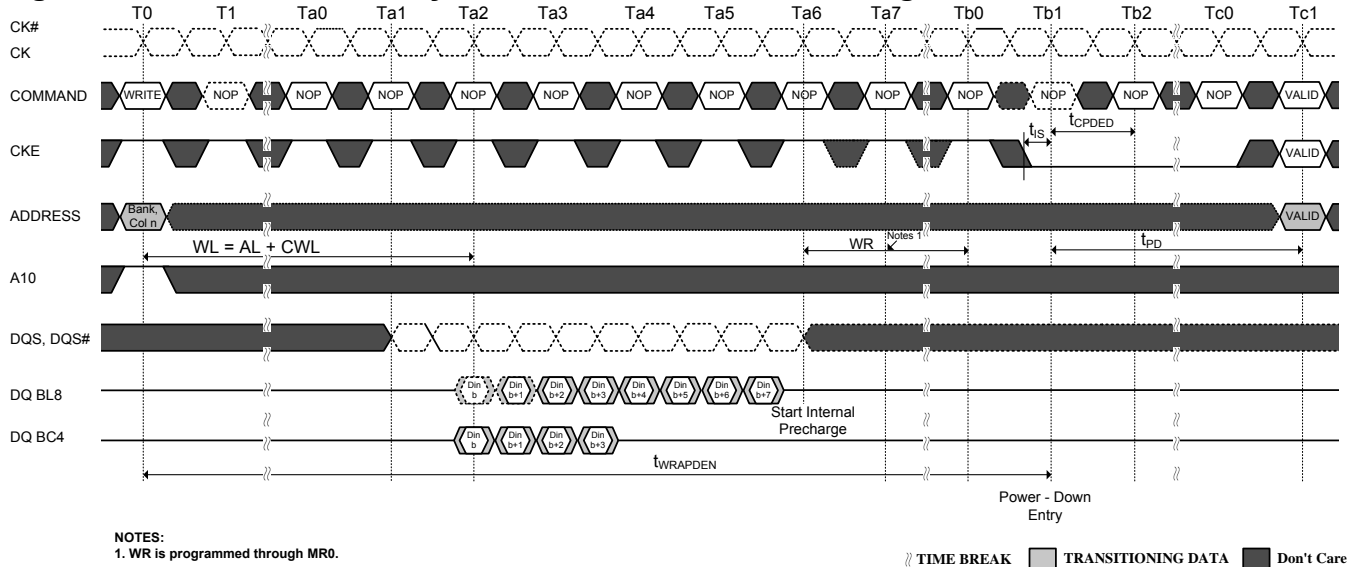 T0 T1 Ta0 Ta1 Ta2 Ta3 Ta4 Ta5 Ta6 Ta7 Tb0 Tb1 Tb2 Tc0 Tc1
CK#
CK
COMMAND WRITE NOP NOP NOP NOP NOP NOP NOP NOP NOP NOP NOP NOP NOP VALID
tIS tCPDED
CKE VALID
ADDRESS Bank, Col n VALID
WL = AL + CWL WR Notes 1 tPD
A10
DQS, DQS#
DQ BL8 Din b Din b+1 Din b+2 Din b+3 Din b+4 Din b+5 Din b+6 Din b+7
Start Internal
Precharge
DQ BC4 Din b Din b+1 Din b+2 Din b+3
tWRAPDEN
Power - Down
Entry
NOTES:
1. WR is programmed through MR0.
TIME BREAK TRANSITIONING DATA Don't Care